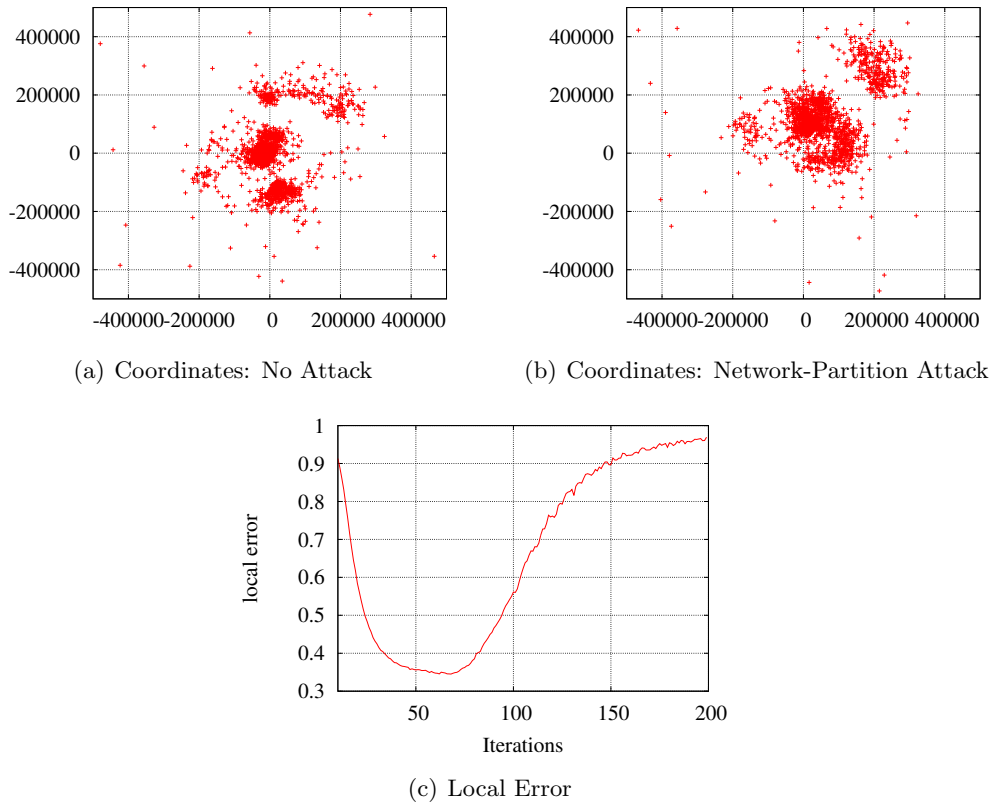 400000
200000
0
-200000
-400000
-400000-200000 0 200000 400000
(a) Coordinates: No Attack
400000
200000
0
-200000
-400000
-400000-200000 0 200000 400000
(b) Coordinates: Network-Partition Attack
1
0.9
0.8
0.7
0.6
0.5
0.4
0.3
local error
50 100 150 200
Iterations
(c) Local Error